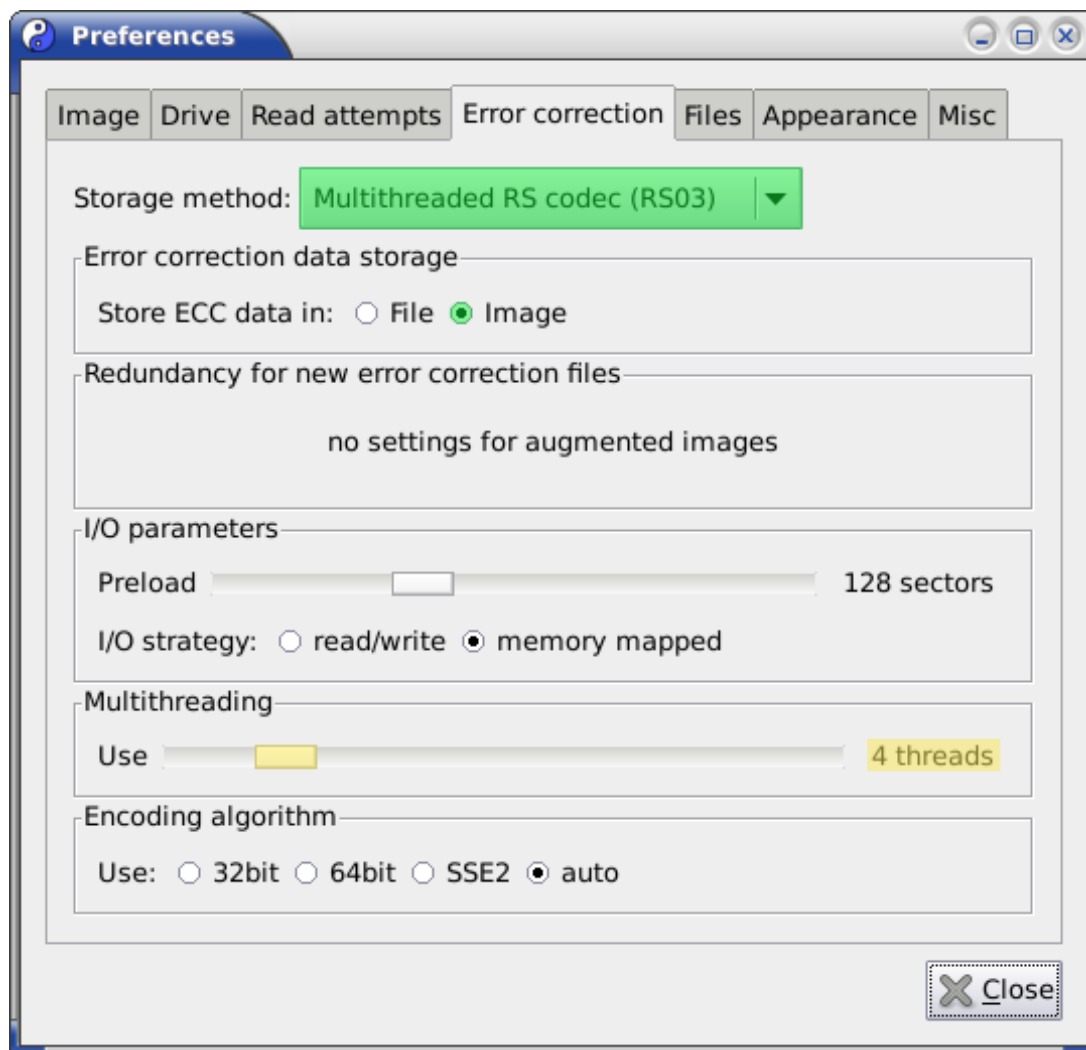 Preferences
Image Drive Read attempts Error correction Files Appearance Misc
Storage method: Multithreaded RS codec (RS03)
Error correction data storage
Store ECC data in: File Image
Redundancy for new error correction files
no settings for augmented images
I/O parameters
Preload 128 sectors
I/O strategy: read/write memory mapped
Multithreading
Use 4 threads
Encoding algorithm
Use: 32bit 64bit SSE2 auto
Close